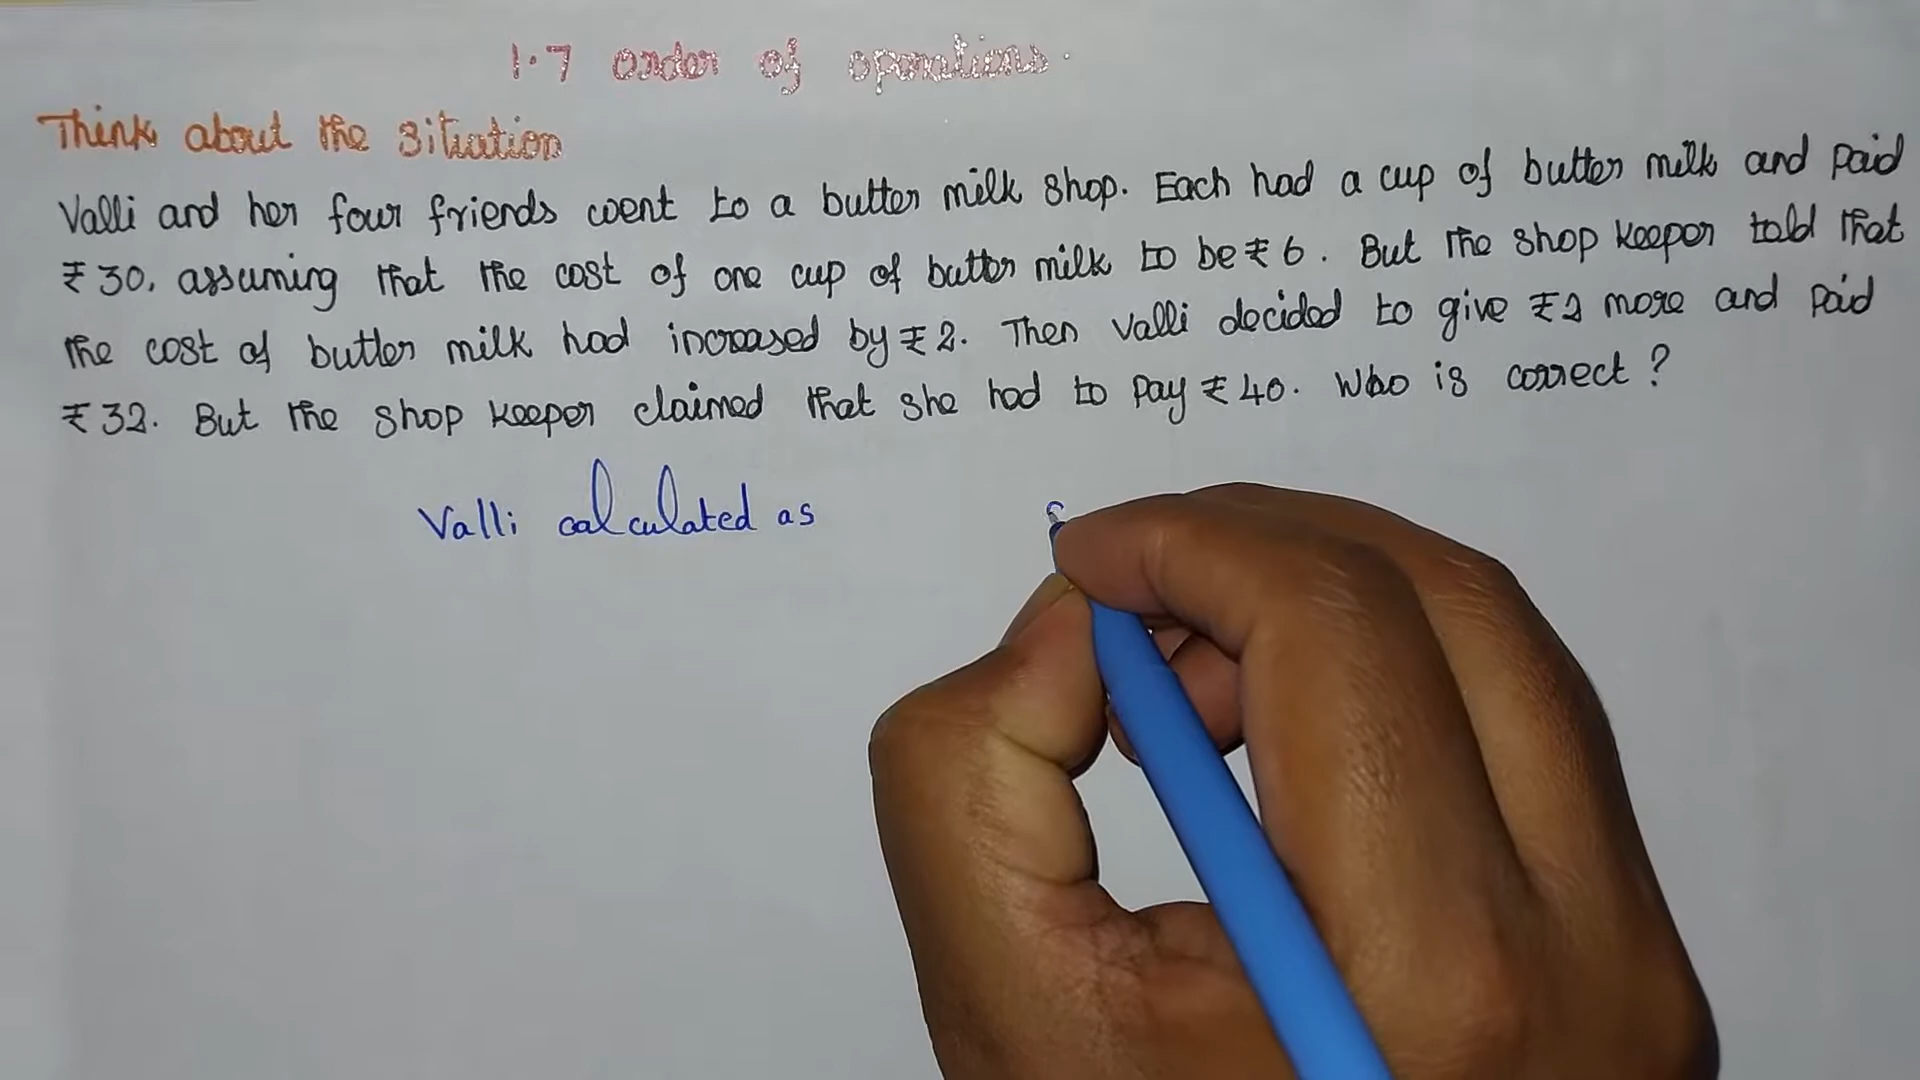 1.7 order of operations.
Think about the situation
Valli and her four friends went to a butter milk shop. Each had a cup of butter milk and paid
₹30, assuming that the cost of one cup of butter milk to be ₹6. But the shop keeper told that
the cost of butter milk had increased by ₹2. Then Valli decided to give ₹2 more and paid
₹32. But the shop keeper claimed that she had to pay ₹40. Who is correct?
Valli calculated as